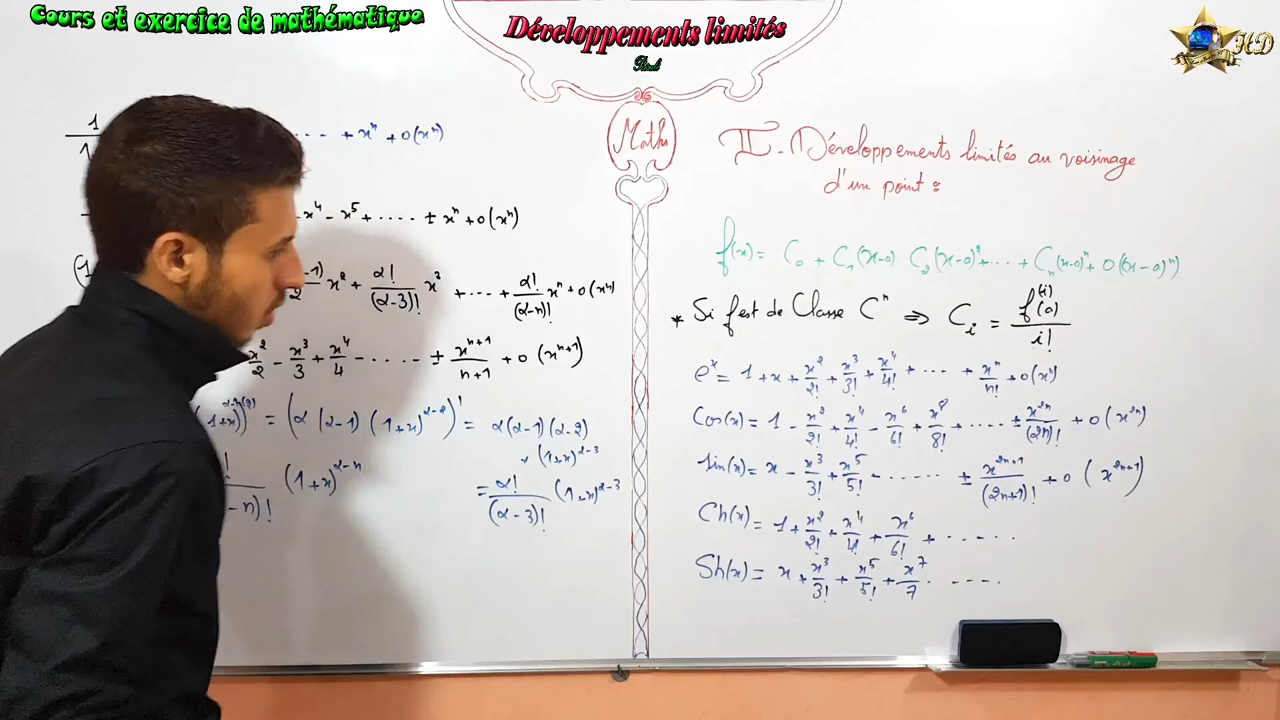 Cours et exercice de mathématique
Développements limités
HD
Maths
1 ... + xⁿ + o(xⁿ)
x⁴ - x⁵ + ..... ± xⁿ + o(xⁿ)
-1) x² + α!/(α-3)! x³ + ... + α!/(α-n)! xⁿ + o(xⁿ)
x²/2 - x³/3 + x⁴/4 - ..... ± xⁿ⁺¹/(n+1) + o(xⁿ⁺¹)
= (α(α-1)(1+x)^(α-2))' = α(α-1)(α-2)
× (1+x)^(α-3)
- n)! (1+x)^(α-n)
= α!/(α-3)! (1+x)^(α-3)
II. Développements limités au voisinage
d'un point :
f(x) = C₀ + C₁(x-a) C₂(x-a)² + ... + Cₙ(x-a)ⁿ + o((x-a)ⁿ)
* Si f est de Classe Cⁿ ⇒ Cᵢ = f⁽ⁱ⁾(a)/i!
eˣ = 1 + x + x²/2! + x³/3! + x⁴/4! + ... + xⁿ/n! + o(xⁿ)
Cos(x) = 1 - x²/2! + x⁴/4! - x⁶/6! + x⁸/8! + ..... ± x²ⁿ/(2n)! + o(x²ⁿ)
Sin(x) = x - x³/3! + x⁵/5! - ...... ± x²ⁿ⁺¹/(2n+1)! + o(x²ⁿ⁺¹)
Ch(x) = 1 + x²/2! + x⁴/4! + x⁶/6! + ......
Sh(x) = x + x³/3! + x⁵/5! + x⁷/7 .....